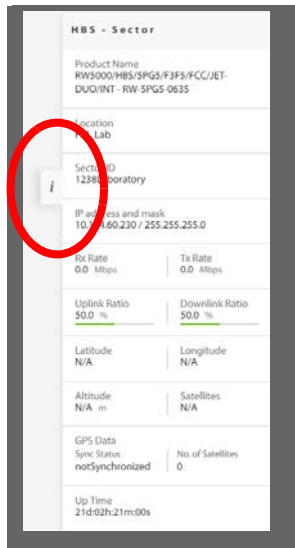 HBS - Sector
Product Name
RW5000/HBS/5PG5/F3F5/FCC/JET-
DUO/INT - RW-5PG5-0635
Location
Lab
Sector ID
IP address and mask
/ 255.255.255.0
i
Rx Rate
Tx Rate
0.0 Mbps
0.0 Mbps
Uplink Ratio
Downlink Ratio
50.0 %
50.0 %
Latitude
Longitude
N/A
N/A
Altitude
Satellites
N/A m
N/A
GPS Data
Sync Status
No. of Satellites
notSynchronized
0
Up Time
21d:02h:21m:00s